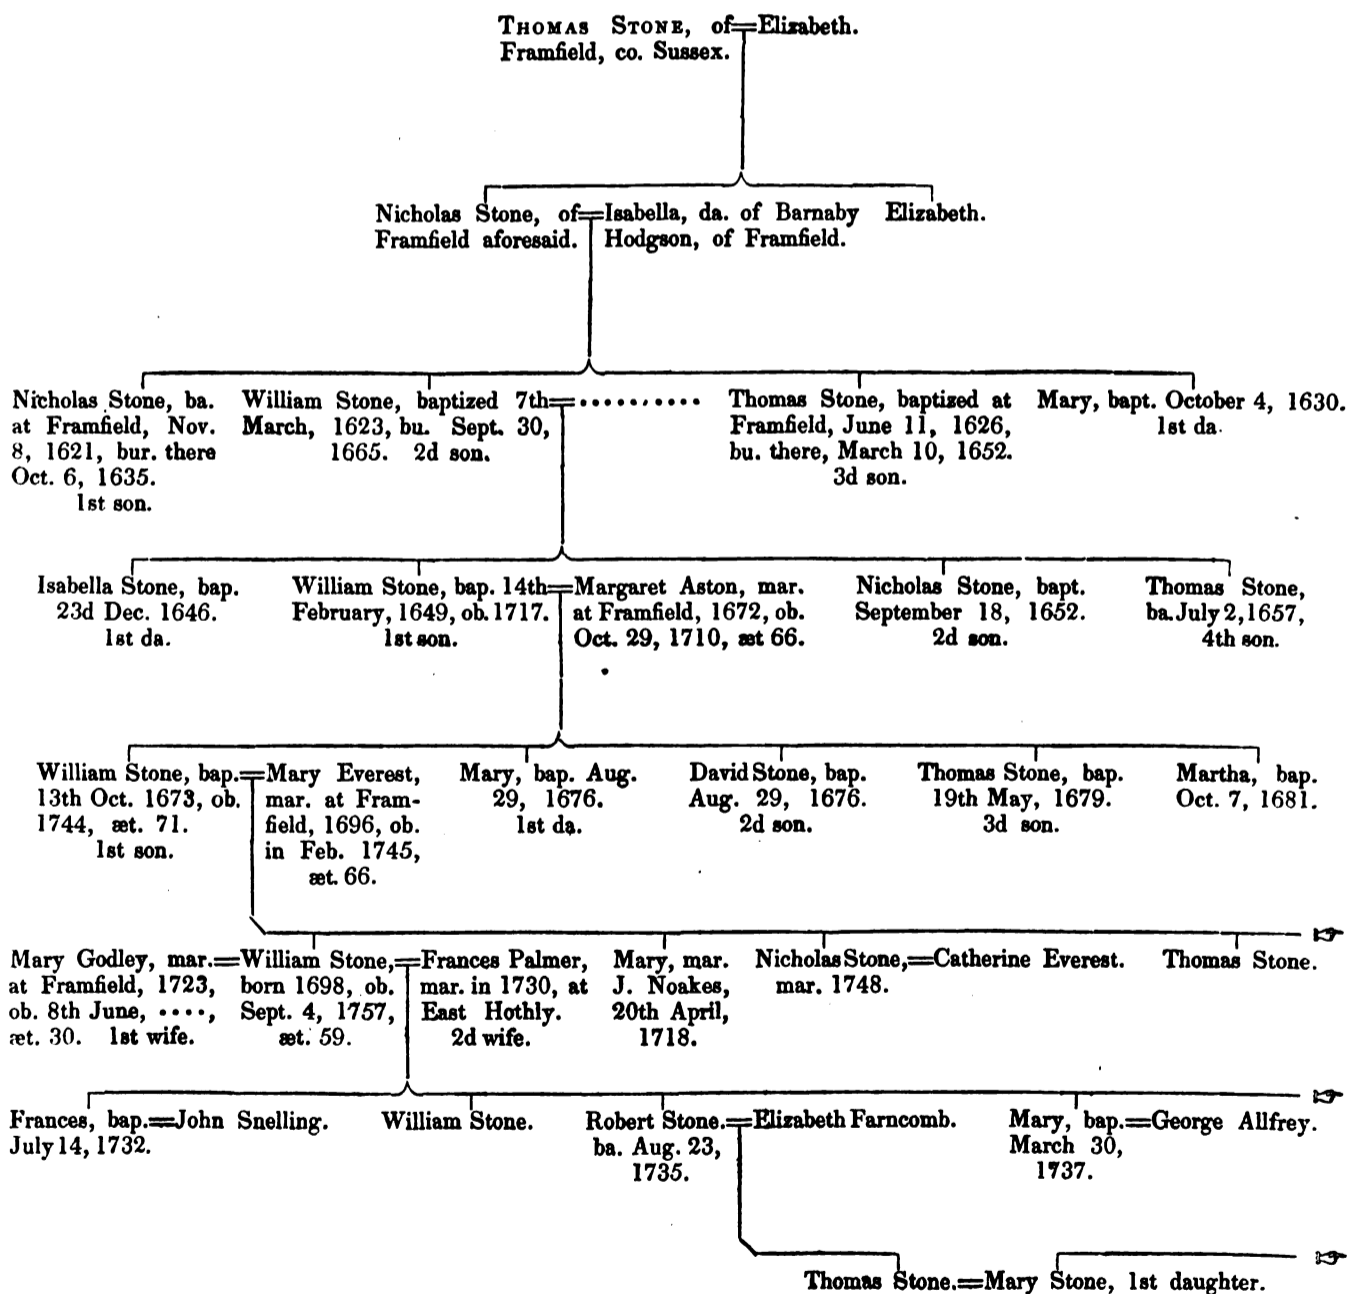 THOMAS STONE, of=Elizabeth.
Framfield, co. Sussex.
Nicholas Stone, of=Isabella, da. of Barnaby
Framfield aforesaid. Hodgson, of Framfield.
Elizabeth.
Nicholas Stone, ba.
at Framfield, Nov.
8, 1621, bur. there
Oct. 6, 1635.
1st son.
William Stone, baptized 7th=..........
March, 1623, bu. Sept. 30,
1665. 2d son.
Thomas Stone, baptized at
Framfield, June 11, 1626,
bu. there, March 10, 1652.
3d son.
Mary, bapt. October 4, 1630.
1st da.
Isabella Stone, bap.
23d Dec. 1646.
1st da.
William Stone, bap. 14th=
February, 1649, ob. 1717.
1st son.
Margaret Aston, mar.
at Framfield, 1672, ob.
Oct. 29, 1710, æt 66.
Nicholas Stone, bapt.
September 18, 1652.
2d son.
Thomas Stone,
ba. July 2, 1657,
4th son.
William Stone, bap.=
13th Oct. 1673, ob.
1744, æt. 71.
1st son.
Mary Everest,
mar. at Fram-
field, 1696, ob.
in Feb. 1745,
æt. 66.
Mary, bap. Aug.
29, 1676.
1st da.
David Stone, bap.
Aug. 29, 1676.
2d son.
Thomas Stone, bap.
19th May, 1679.
3d son.
Martha, bap.
Oct. 7, 1681.
Mary Godley, mar.=
at Framfield, 1723,
ob. 8th June, ....,
æt. 30. 1st wife.
William Stone,=
born 1698, ob.
Sept. 4, 1757,
æt. 59.
Frances Palmer,
mar. in 1730, at
East Hothly.
2d wife.
Mary, mar.
J. Noakes,
20th April,
1718.
Nicholas Stone,=Catherine Everest.
mar. 1748.
Thomas Stone.
Frances, bap.=John Snelling.
July 14, 1732.
William Stone.
Robert Stone.=Elizabeth Farncomb.
ba. Aug. 23,
1735.
Mary, bap.=George Allfrey.
March 30,
1737.
Thomas Stone.=Mary Stone, 1st daughter.